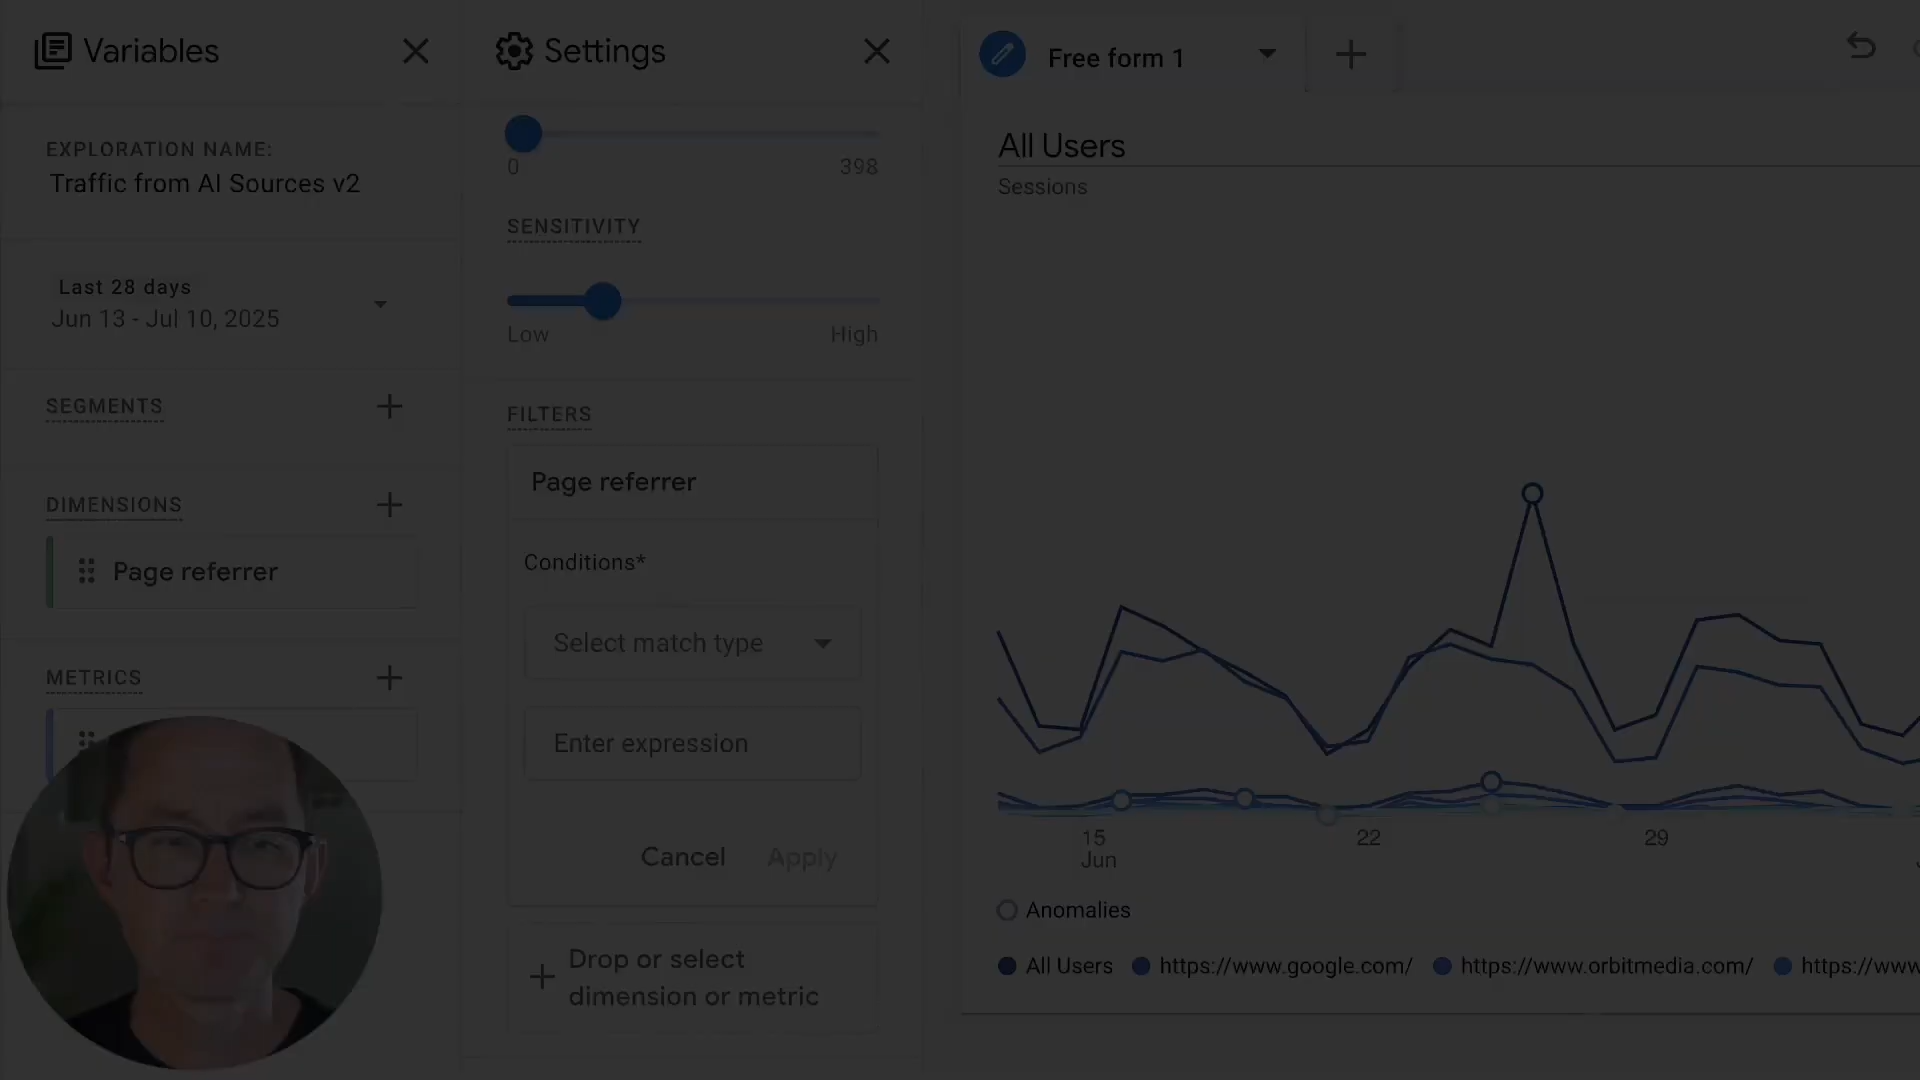 Variables
EXPLORATION NAME:
Traffic from AI Sources v2
Last 28 days
Jun 13 - Jul 10, 2025
SEGMENTS
DIMENSIONS
Page referrer
METRICS
Settings
0
398
SENSITIVITY
Low
High
FILTERS
Page referrer
Conditions*
Select match type
Enter expression
Cancel
Apply
Drop or select
dimension or metric
Free form 1
All Users
Sessions
15
Jun
22
29
Anomalies
All Users
https://www.google.com/
https://www.orbitmedia.com/
https://www